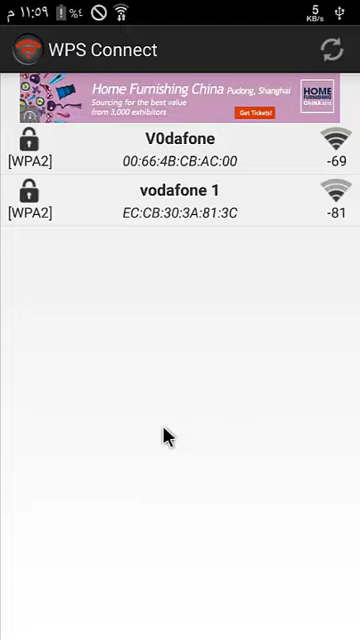 م ١١:٥٩ %٤ 5 KB/s
WPS Connect
Home Furnishing China Pudong, Shanghai
Sourcing for the best value
from 3,000 exhibitors
Get Tickets!
HOME
FURNISHING
V0dafone
[WPA2] 00:66:4B:CB:AC:00 -69
vodafone 1
[WPA2] EC:CB:30:3A:81:3C -81